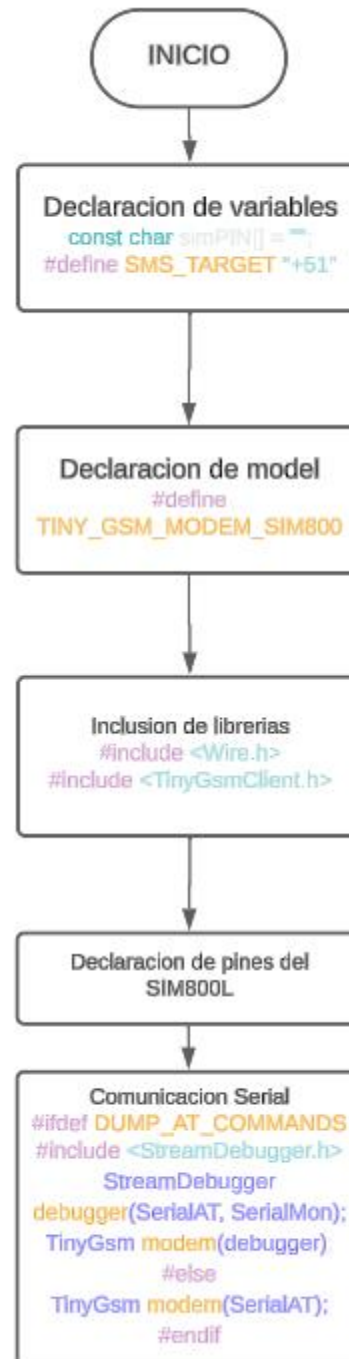 INICIO
Declaracion de variables
const char simPIN[] = "";
#define SMS_TARGET "+51"
Declaracion de model
#define
TINY_GSM_MODEM_SIM800
Inclusion de librerias
#include <Wire.h>
#include <TinyGsmClient.h>
Declaracion de pines del
SIM800L
Comunicacion Serial
#ifdef DUMP_AT_COMMANDS
#include <StreamDebugger.h>
StreamDebugger
debugger(SerialAT, SerialMon);
TinyGsm modem(debugger)
#else
TinyGsm modem(SerialAT);
#endif